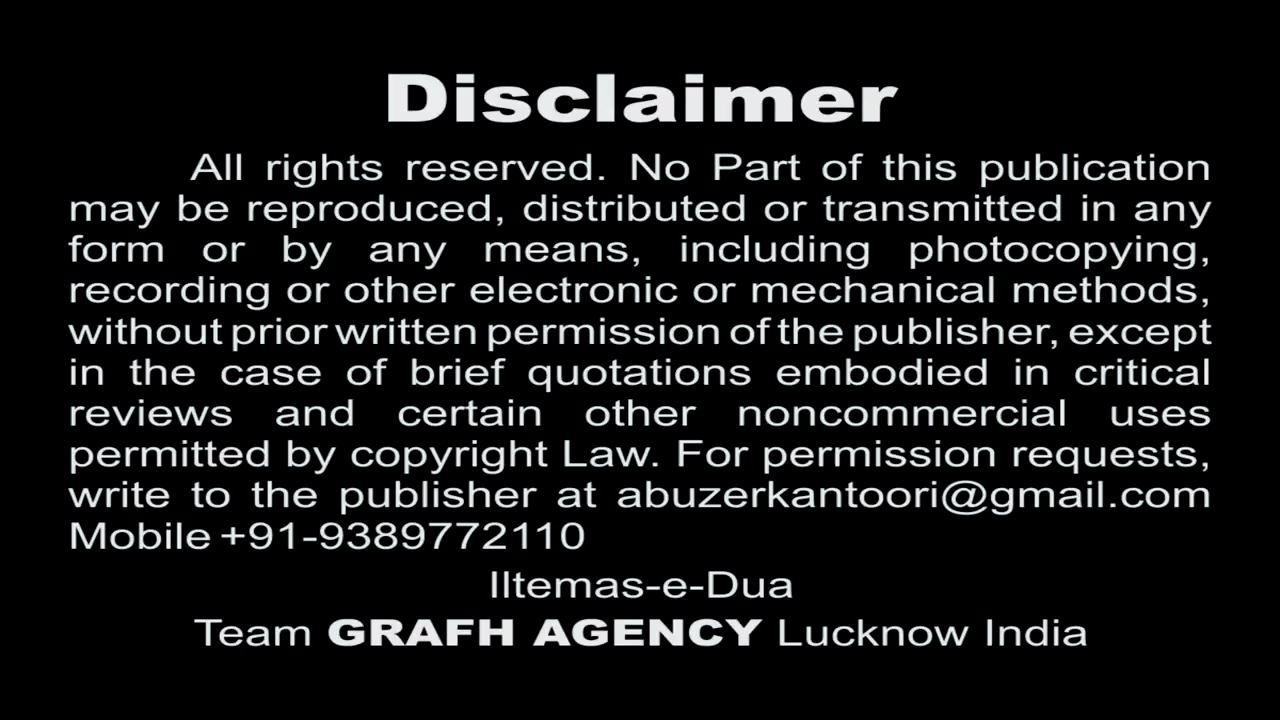 Disclaimer
All rights reserved. No Part of this publication
may be reproduced, distributed or transmitted in any
form or by any means, including photocopying,
recording or other electronic or mechanical methods,
without prior written permission of the publisher, except
in the case of brief quotations embodied in critical
reviews and certain other noncommercial uses
permitted by copyright Law. For permission requests,
write to the publisher at abuzerkantoori@gmail.com
Mobile +91-9389772110
IItemas-e-Dua
Team GRAFH AGENCY Lucknow India